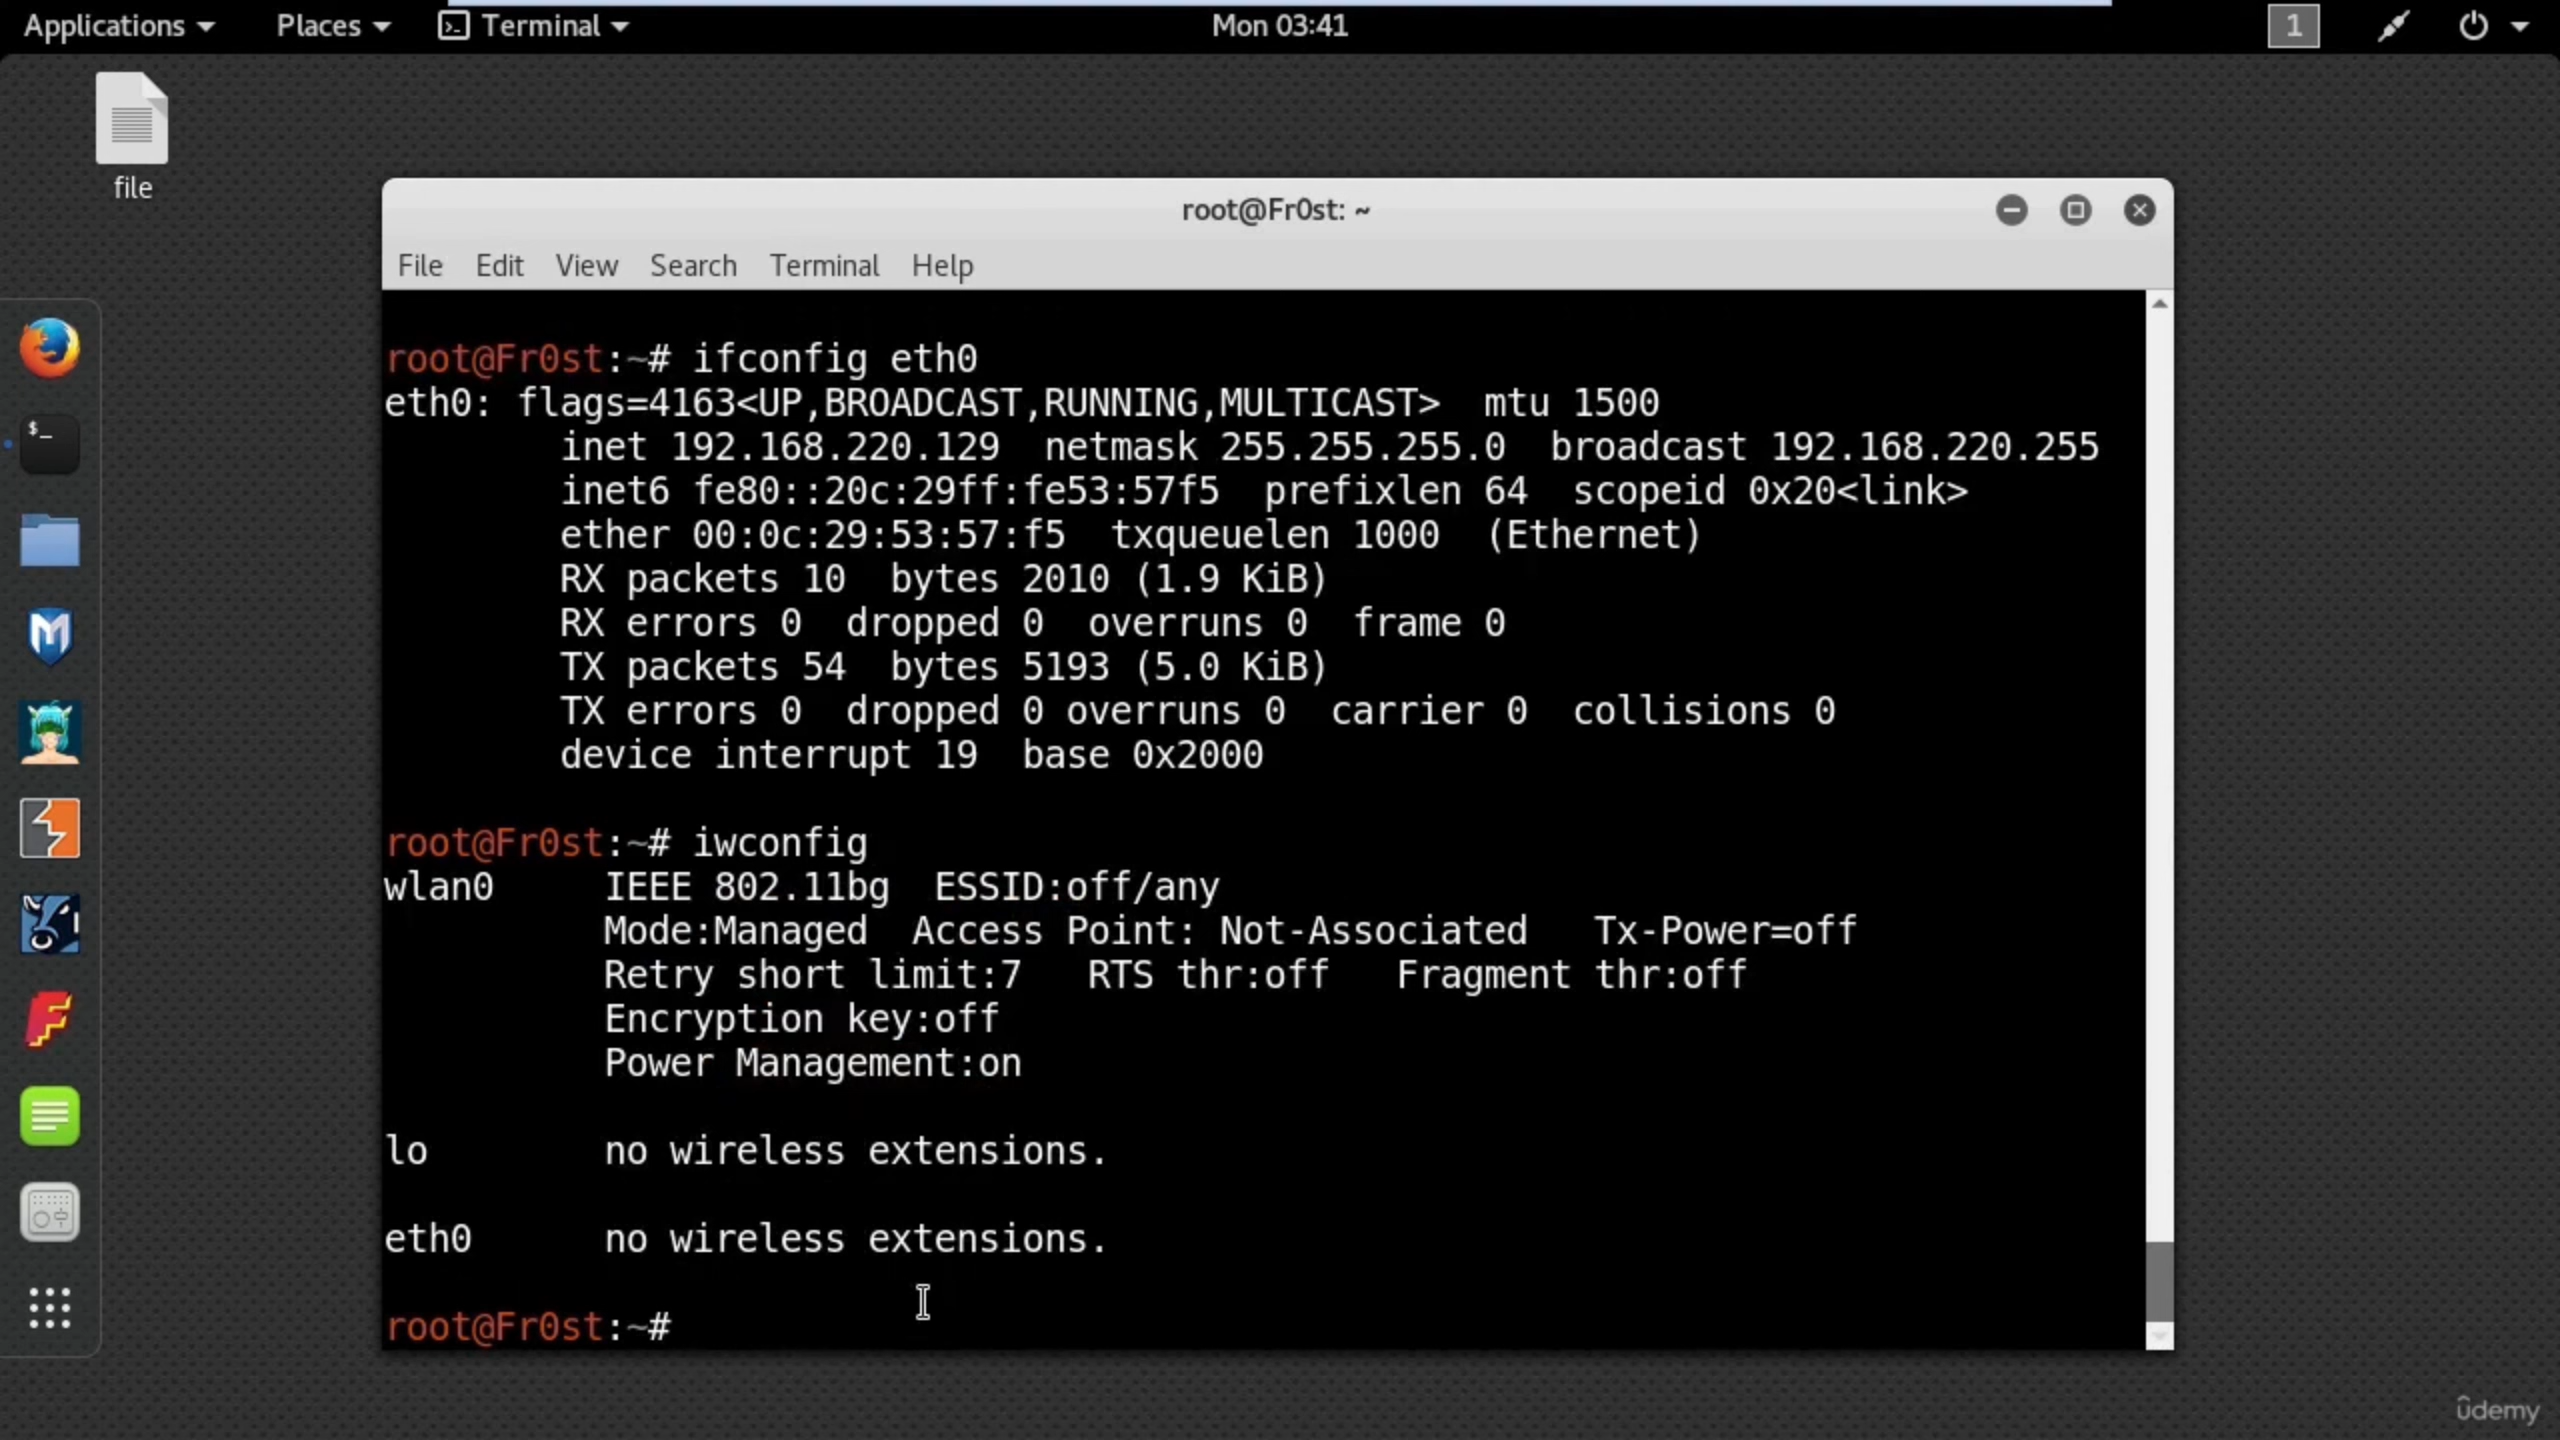 Applications Places Terminal Mon 03:41 1
file
root@Fr0st: ~
File Edit View Search Terminal Help
root@Fr0st:~# ifconfig eth0
eth0: flags=4163<UP,BROADCAST,RUNNING,MULTICAST>  mtu 1500
        inet 192.168.220.129  netmask 255.255.255.0  broadcast 192.168.220.255
        inet6 fe80::20c:29ff:fe53:57f5  prefixlen 64  scopeid 0x20<link>
        ether 00:0c:29:53:57:f5  txqueuelen 1000  (Ethernet)
        RX packets 10  bytes 2010 (1.9 KiB)
        RX errors 0  dropped 0  overruns 0  frame 0
        TX packets 54  bytes 5193 (5.0 KiB)
        TX errors 0  dropped 0 overruns 0  carrier 0  collisions 0
        device interrupt 19  base 0x2000
root@Fr0st:~# iwconfig
wlan0     IEEE 802.11bg  ESSID:off/any
          Mode:Managed  Access Point: Not-Associated   Tx-Power=off
          Retry short limit:7   RTS thr:off   Fragment thr:off
          Encryption key:off
          Power Management:on
lo        no wireless extensions.
eth0      no wireless extensions.
root@Fr0st:~#
ûdemy